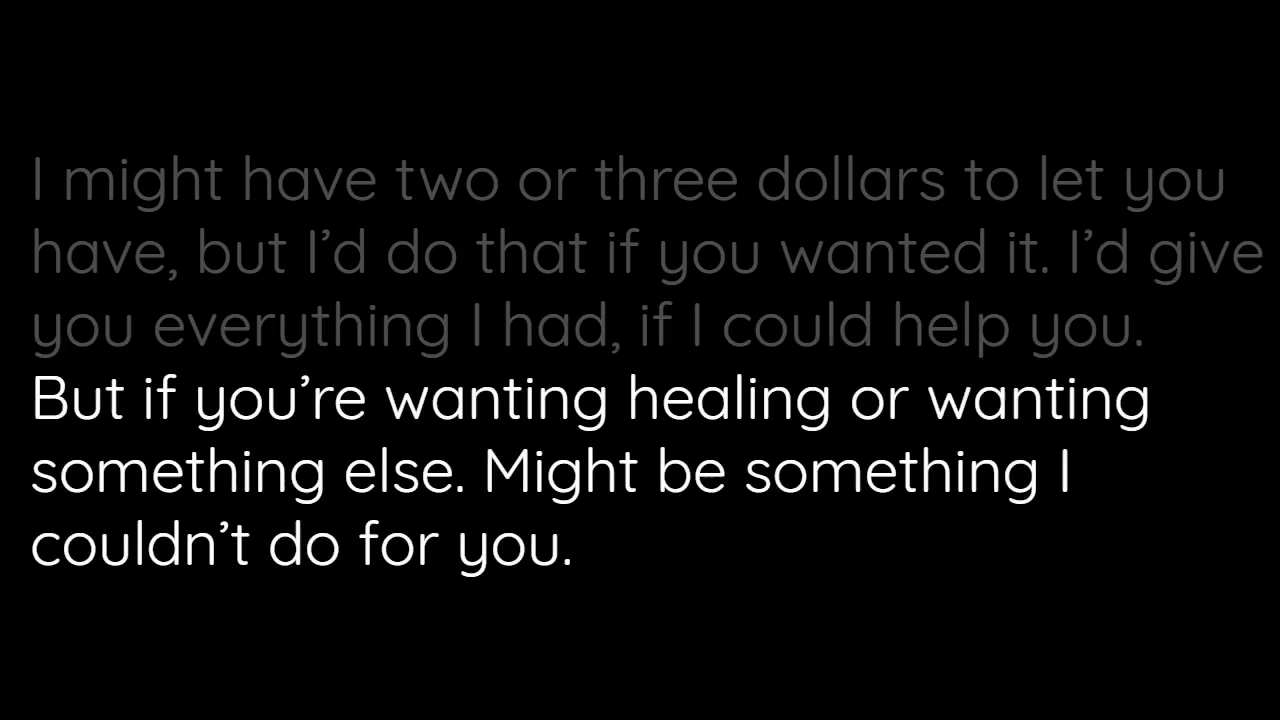 I might have two or three dollars to let you
have, but I’d do that if you wanted it. I’d give
you everything I had, if I could help you.
But if you’re wanting healing or wanting
something else. Might be something I
couldn’t do for you.